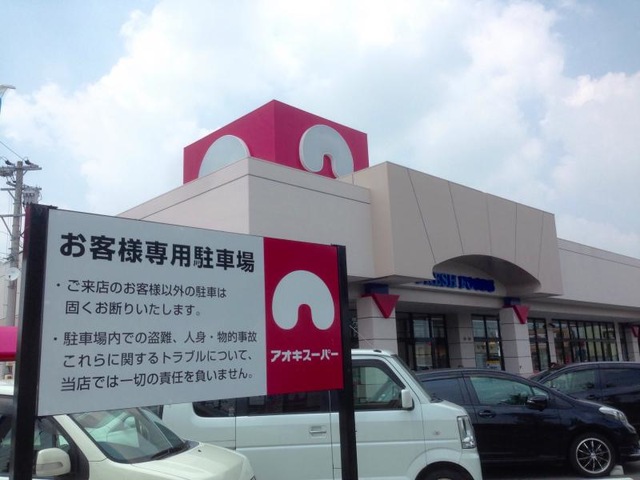 お客様専用駐車場
・ご来店のお客様以外の駐車は
固くお断りいたします。
・駐車場内での盗難、人身・物的事故
これらに関するトラブルについて、
当店では一切の責任を負いません。
アオキスーパー
FRESH FOODS